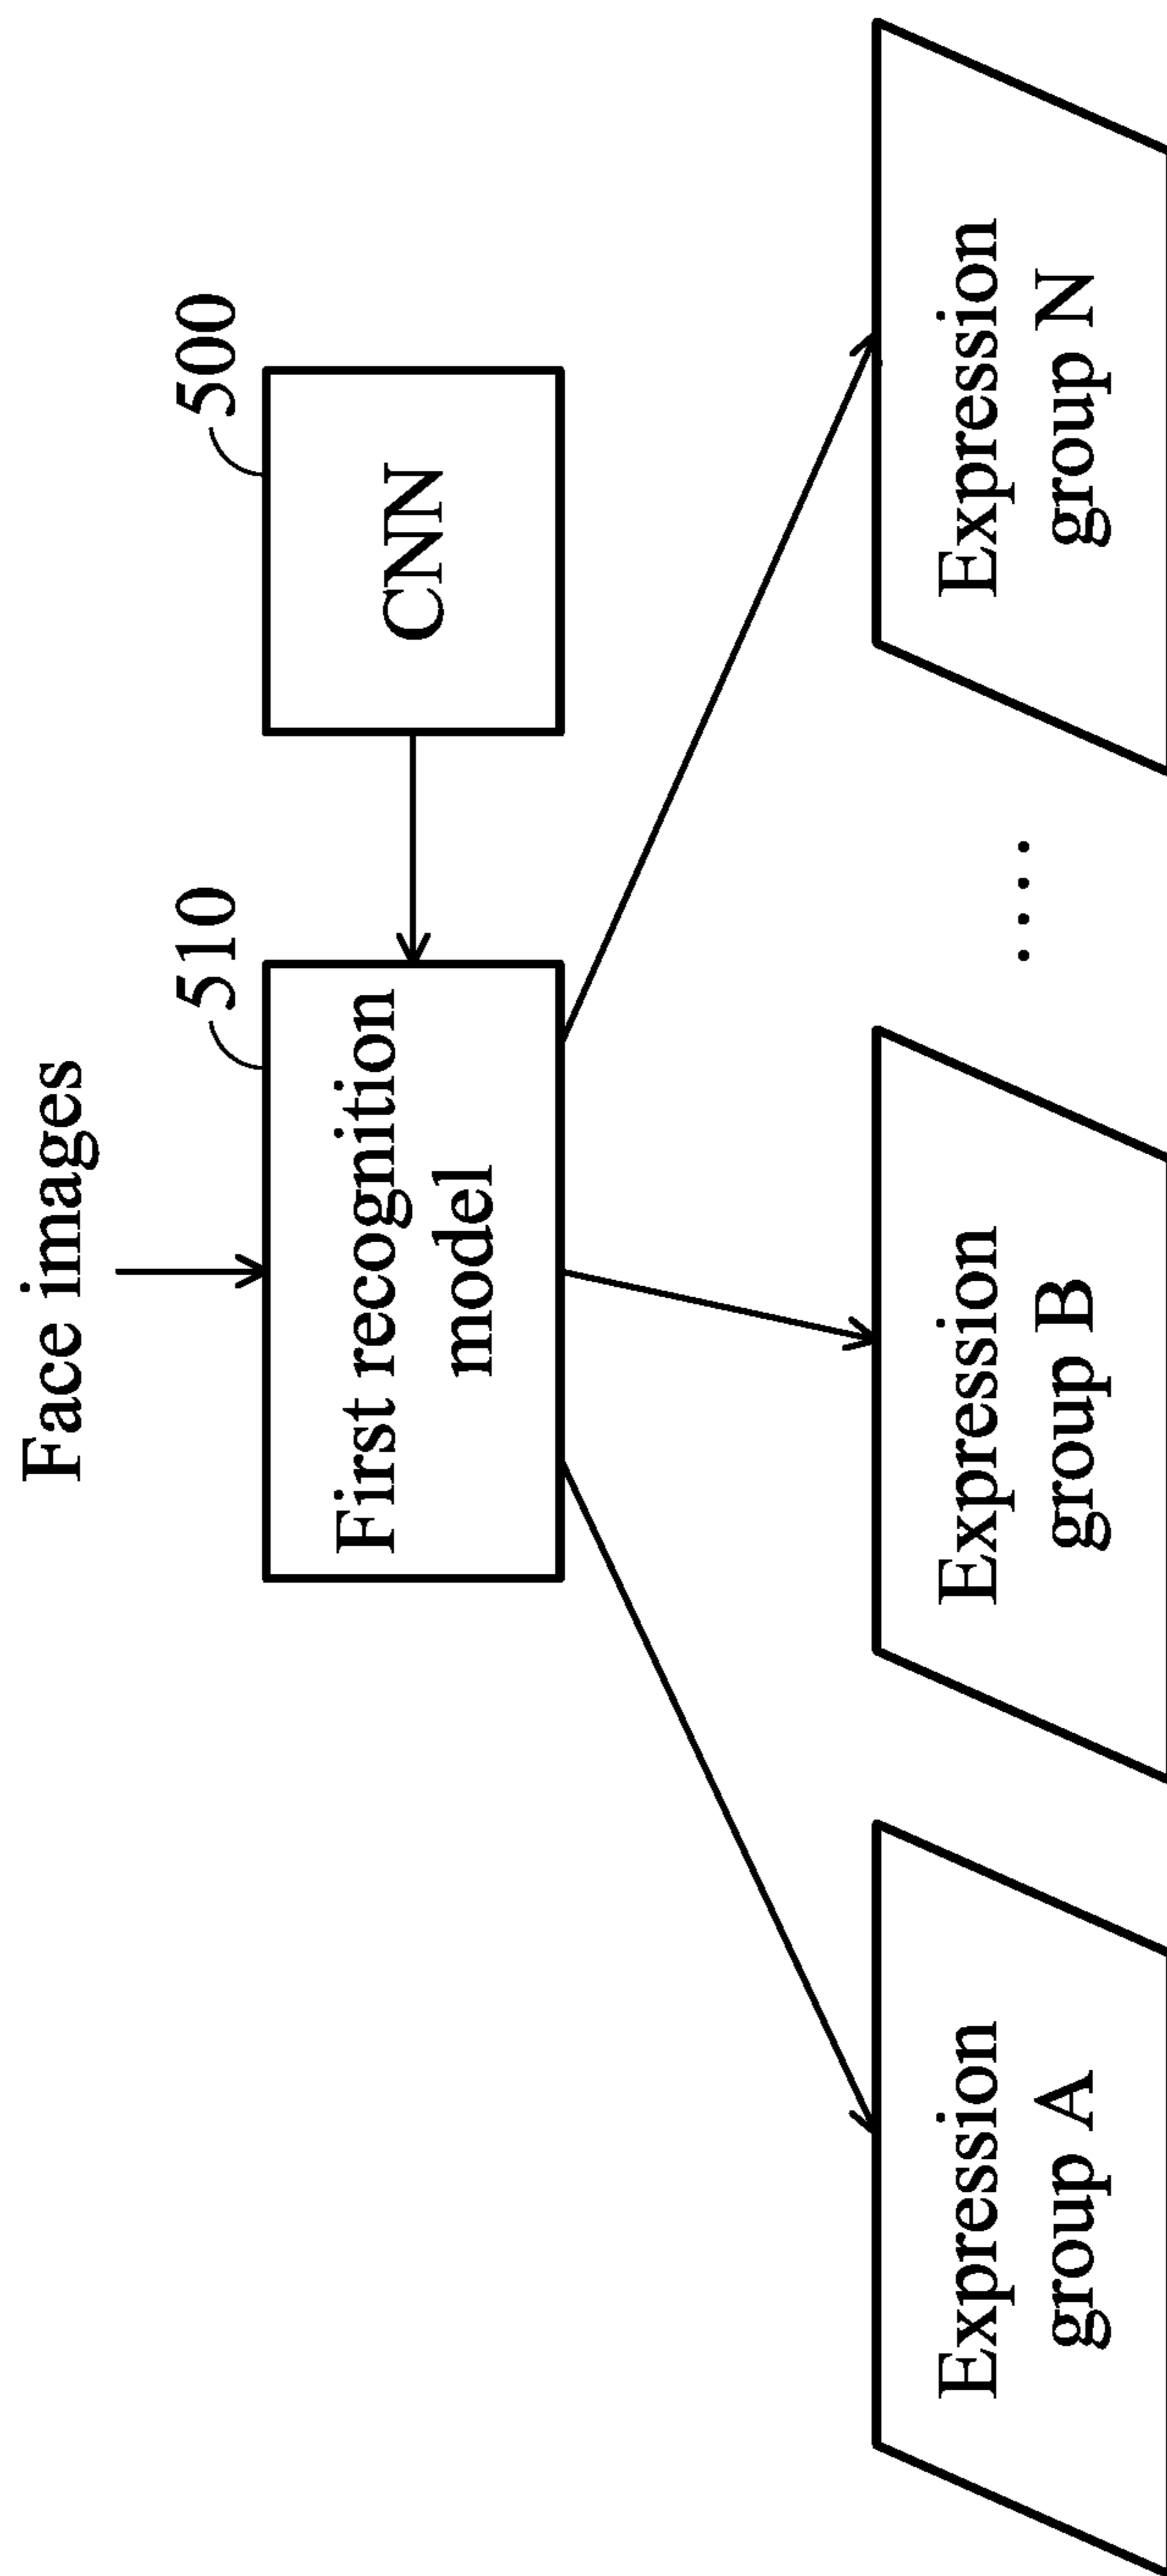 Face images
510
500
First recognition
model
CNN
Expression
group A
Expression
group B
....
Expression
group N